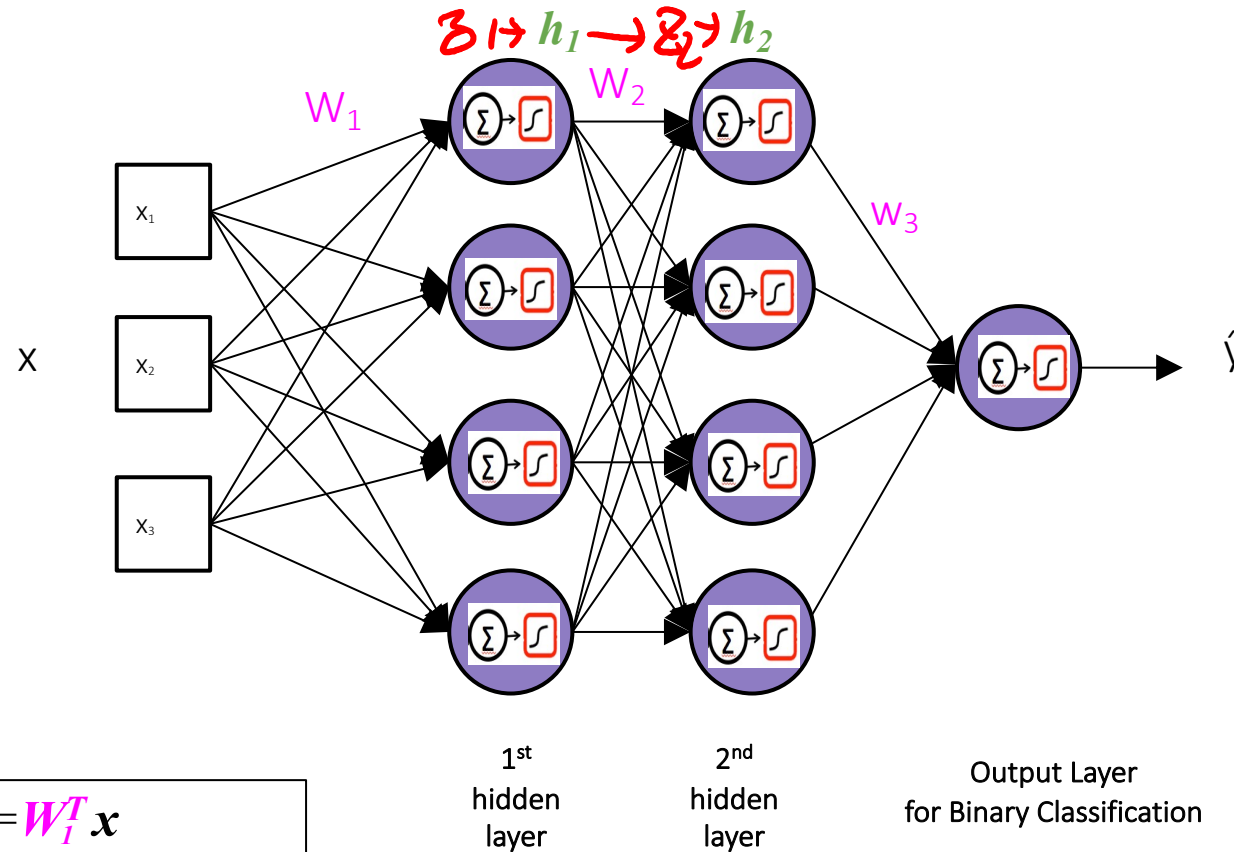 z1 → h₁ → z₂ → h₂
W₁
W₂
w₃
x₁
x₂
x₃
x
Σ
Σ
Σ
Σ
Σ
Σ
Σ
Σ
Σ
ŷ
1st
hidden
layer
2nd
hidden
layer
Output Layer
for Binary Classification
=W₁ᵀx